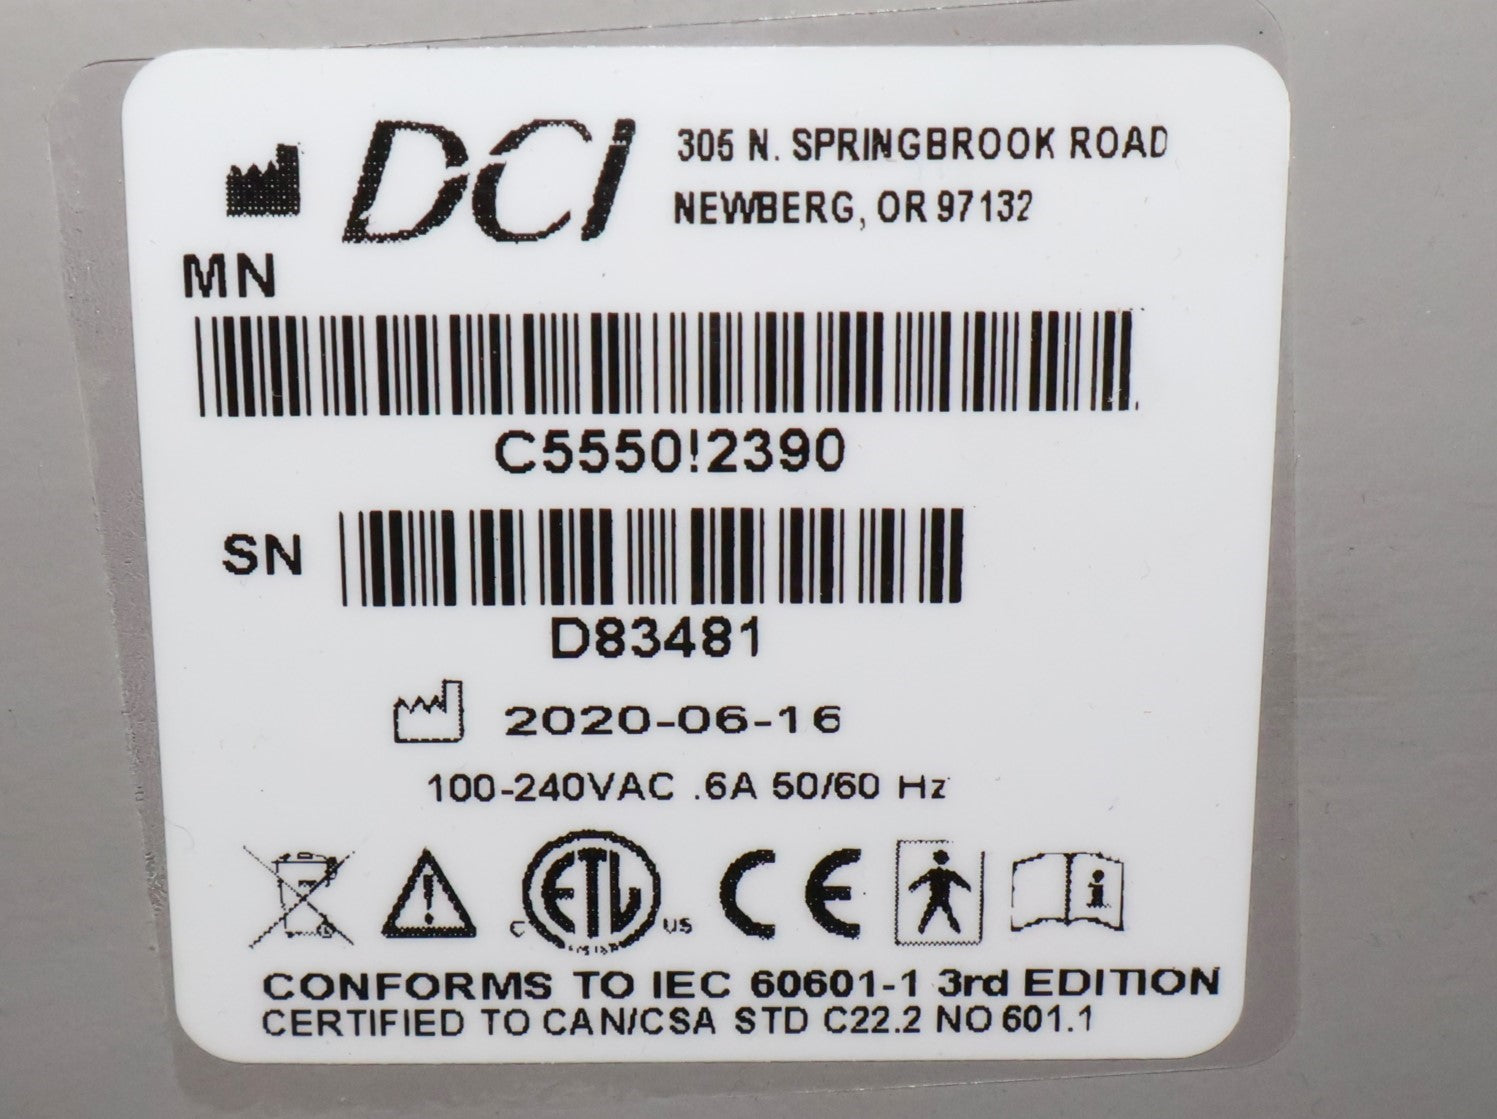 DCI 305 N. SPRINGBROOK ROAD
NEWBERG, OR 97132
MN
C5550!2390
SN
D83481
2020-06-16
100-240VAC .6A 50/60 Hz
C ETL US CE i
CONFORMS TO IEC 60601-1 3rd EDITION
CERTIFIED TO CAN/CSA STD C22.2 NO 601.1